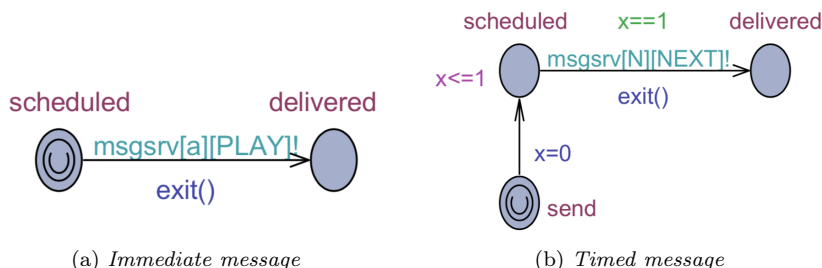 scheduled
delivered
msgsrv[a][PLAY]!
exit()
(a) Immediate message
scheduled
x==1
delivered
msgsrv[N][NEXT]!
x<=1
exit()
x=0
send
(b) Timed message